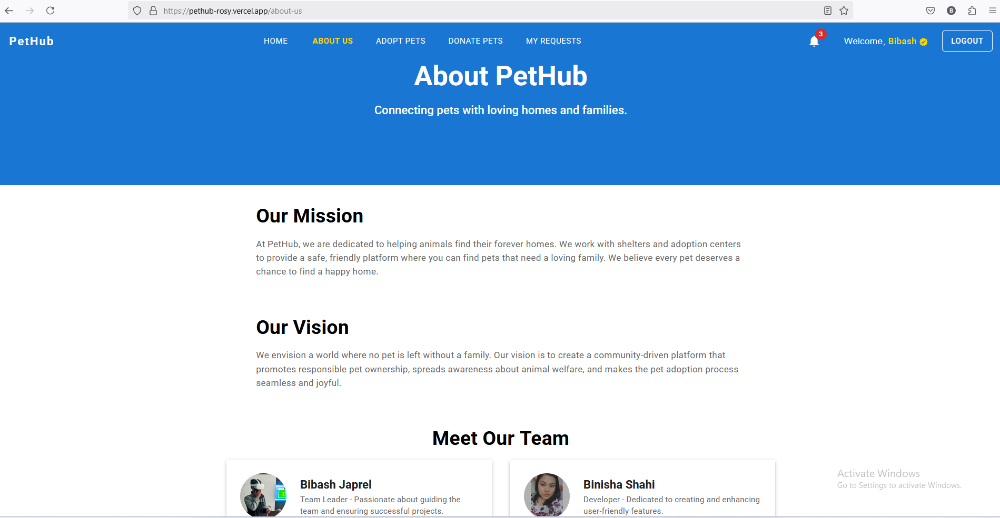 https://pethub-rosy.vercel.app/about-us
B
PetHub
HOME ABOUT US ADOPT PETS DONATE PETS MY REQUESTS
3
Welcome, Bibash
LOGOUT
About PetHub
Connecting pets with loving homes and families.
Our Mission
At PetHub, we are dedicated to helping animals find their forever homes. We work with shelters and adoption centers
to provide a safe, friendly platform where you can find pets that need a loving family. We believe every pet deserves a
chance to find a happy home.
Our Vision
We envision a world where no pet is left without a family. Our vision is to create a community-driven platform that
promotes responsible pet ownership, spreads awareness about animal welfare, and makes the pet adoption process
seamless and joyful.
Meet Our Team
Bibash Japrel
Team Leader - Passionate about guiding the
team and ensuring successful projects.
Binisha Shahi
Developer - Dedicated to creating and enhancing
user-friendly features.
Activate Windows
Go to Settings to activate Windows.